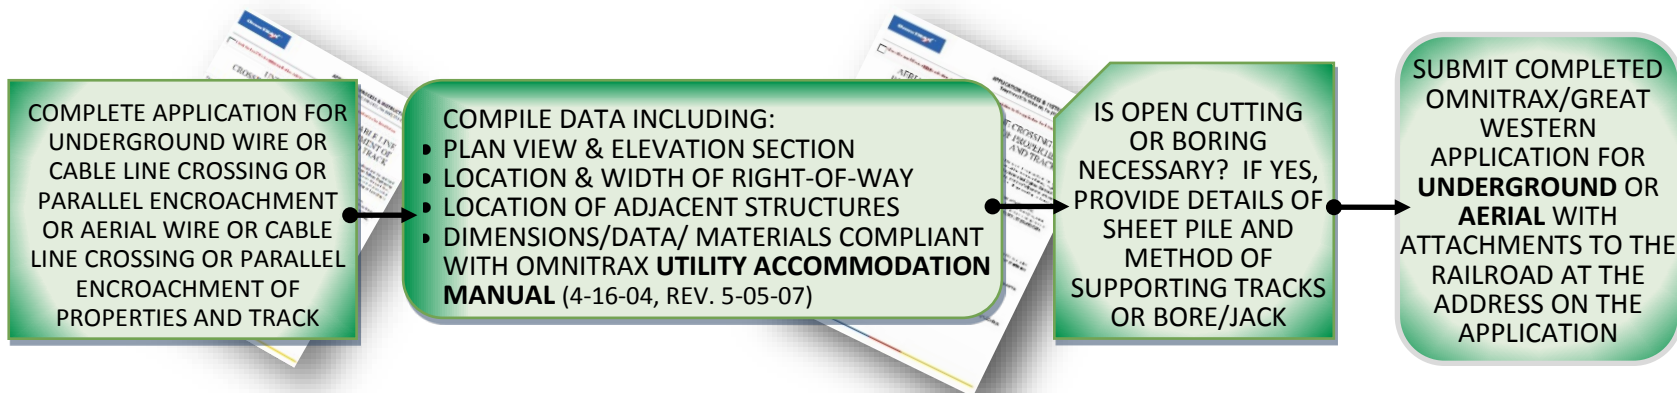 COMPLETE APPLICATION FOR
UNDERGROUND WIRE OR
CABLE LINE CROSSING OR
PARALLEL ENCROACHMENT
OR AERIAL WIRE OR CABLE
LINE CROSSING OR PARALLEL
ENCROACHMENT OF
PROPERTIES AND TRACK
COMPILE DATA INCLUDING:
PLAN VIEW & ELEVATION SECTION
LOCATION & WIDTH OF RIGHT-OF-WAY
LOCATION OF ADJACENT STRUCTURES
DIMENSIONS/DATA/ MATERIALS COMPLIANT
WITH OMNITRAX UTILITY ACCOMMODATION
MANUAL (4-16-04, REV. 5-05-07)
IS OPEN CUTTING
OR BORING
NECESSARY? IF YES,
PROVIDE DETAILS OF
SHEET PILE AND
METHOD OF
SUPPORTING TRACKS
OR BORE/JACK
SUBMIT COMPLETED
OMNITRAX/GREAT
WESTERN
APPLICATION FOR
UNDERGROUND OR
AERIAL WITH
ATTACHMENTS TO THE
RAILROAD AT THE
ADDRESS ON THE
APPLICATION